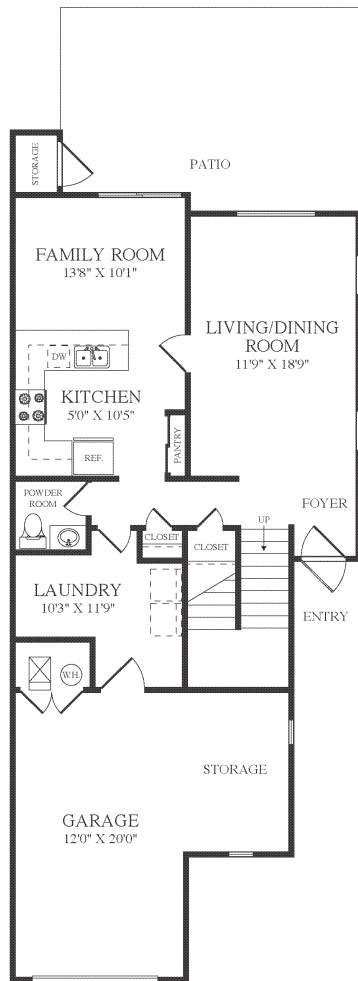 STORAGE
PATIO
FAMILY ROOM
13'8" X 10'1"
LIVING/DINING
ROOM
11'9" X 18'9"
DW
KITCHEN
5'0" X 10'5"
REF.
PANTRY
POWDER
ROOM
FOYER
CLOSET
CLOSET
UP
LAUNDRY
10'3" X 11'9"
ENTRY
W.H.
STORAGE
GARAGE
12'0" X 20'0"